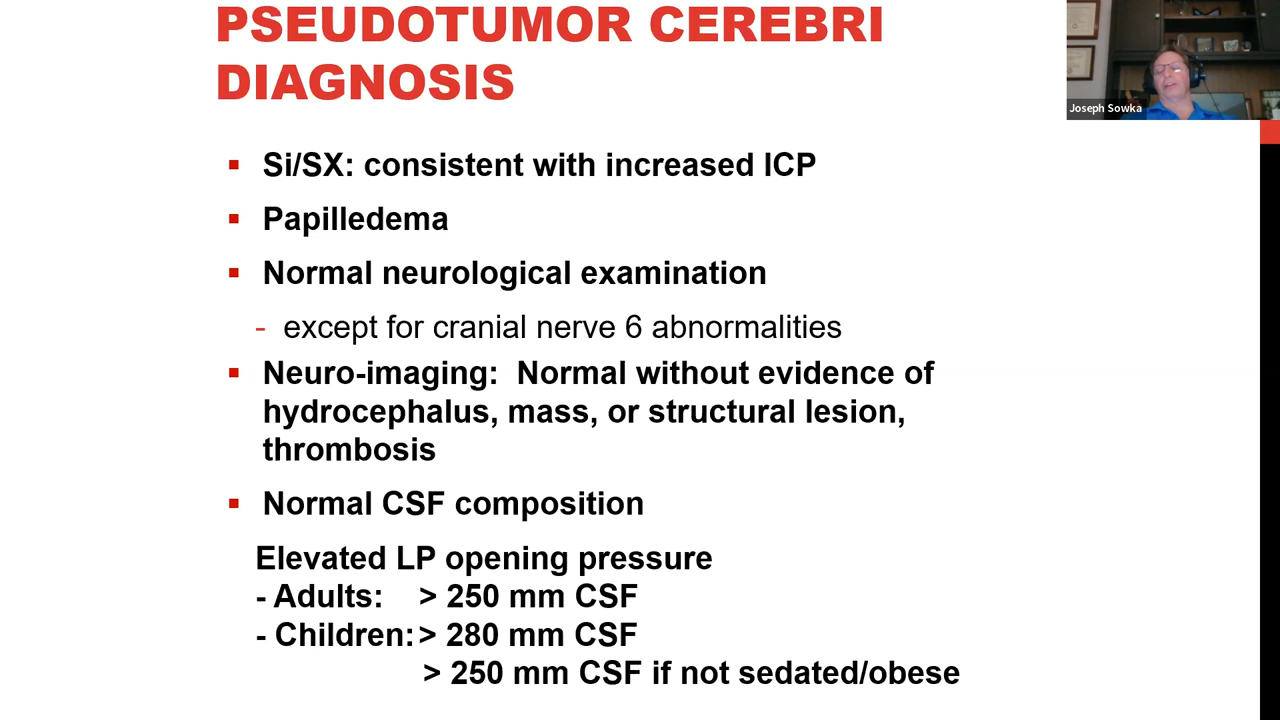 PSEUDOTUMOR CEREBRI
DIAGNOSIS
Joseph Sowka
▪ Si/SX: consistent with increased ICP
▪ Papilledema
▪ Normal neurological examination
- except for cranial nerve 6 abnormalities
▪ Neuro-imaging: Normal without evidence of
hydrocephalus, mass, or structural lesion,
thrombosis
▪ Normal CSF composition
Elevated LP opening pressure
- Adults: > 250 mm CSF
- Children: > 280 mm CSF
> 250 mm CSF if not sedated/obese